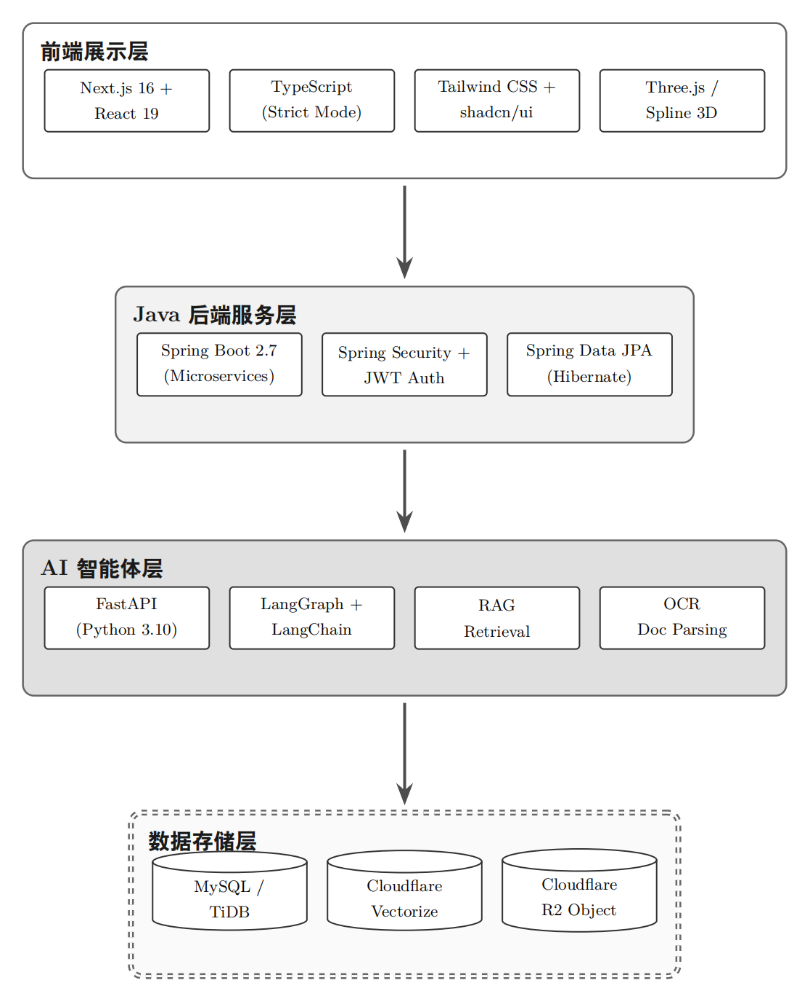 前端展示层
Next.js 16 +
React 19
TypeScript
(Strict Mode)
Tailwind CSS +
shadcn/ui
Three.js /
Spline 3D
Java 后端服务层
Spring Boot 2.7
(Microservices)
Spring Security +
JWT Auth
Spring Data JPA
(Hibernate)
AI 智能体层
FastAPI
(Python 3.10)
LangGraph +
LangChain
RAG
Retrieval
OCR
Doc Parsing
数据存储层
MySQL /
TiDB
Cloudflare
Vectorize
Cloudflare
R2 Object